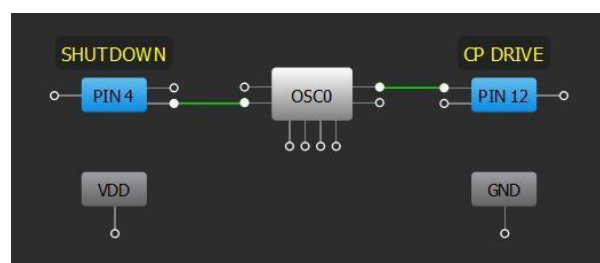 SHUTDOWN
CP DRIVE
PIN 4
OSC0
PIN 12
VDD
GND